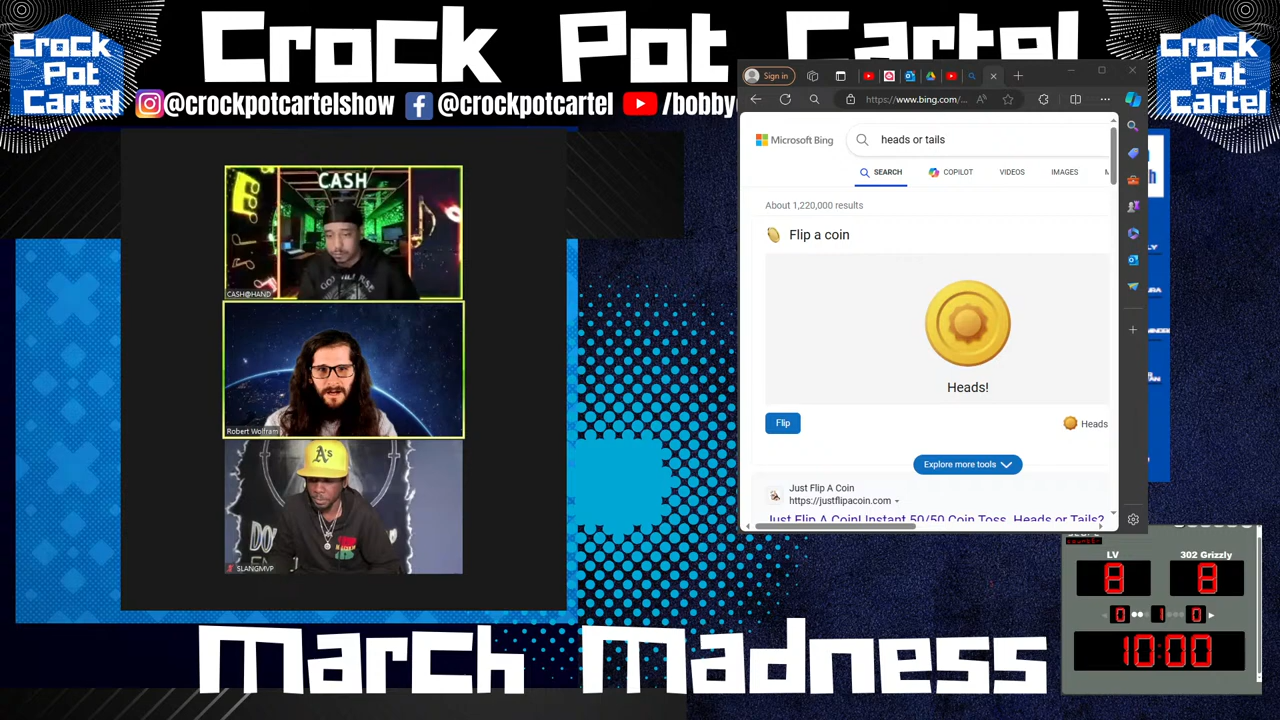 Crock Pot Cartel
Crock
Pot
Cartel
Crock
Pot
Cartel
@crockpotcartelshow @crockpotcartel /bobby
Sign in
https://www.bing.com/...
Microsoft Bing
heads or tails
SEARCH COPILOT VIDEOS IMAGES
About 1,220,000 results
Flip a coin
Heads!
Flip
Heads
Explore more tools
Just Flip A Coin
https://justflipacoin.com
Just Flip A Coin! Instant 50/50 Coin Toss. Heads or Tails?
CASH
CASH@HAND
Robert Wolfram
A's
SLANGMVP
LV 302 Grizzly
8 8
0 1 0
10:00
March Madness